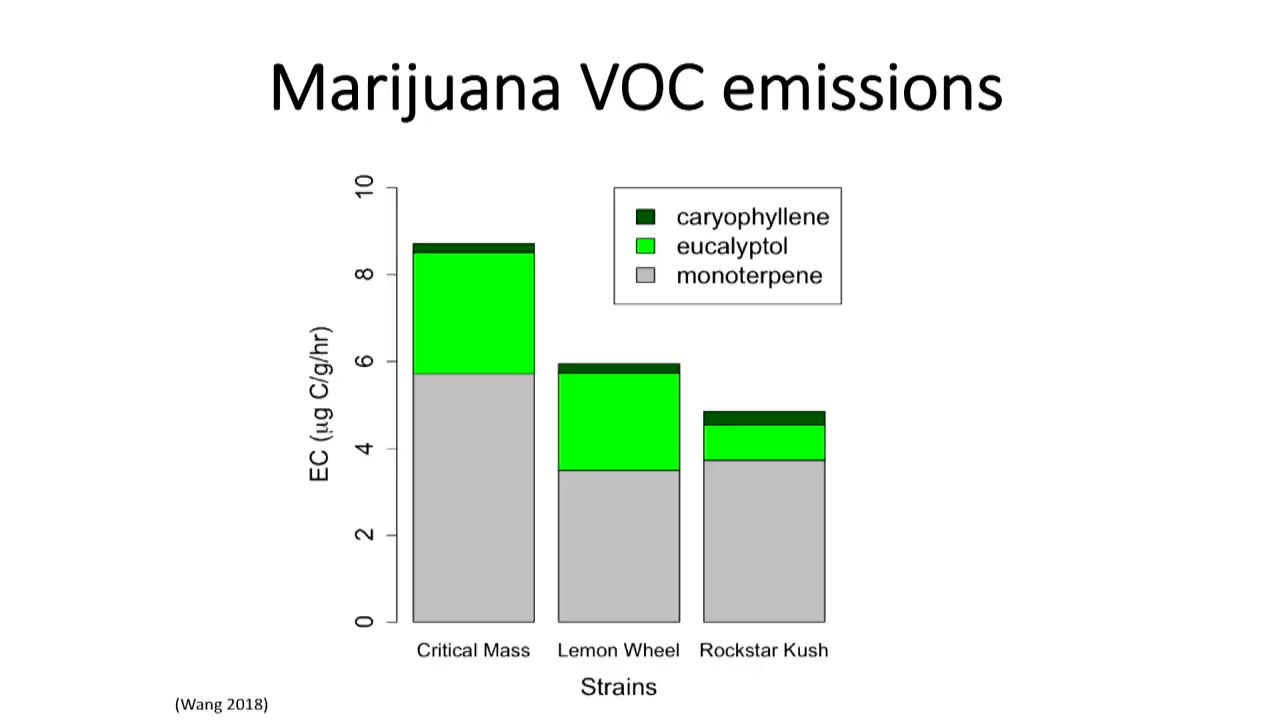 Marijuana VOC emissions
10
8
6
4
2
0
EC (μg C/g/hr)
caryophyllene
eucalyptol
monoterpene
Critical Mass Lemon Wheel Rockstar Kush
Strains
(Wang 2018)